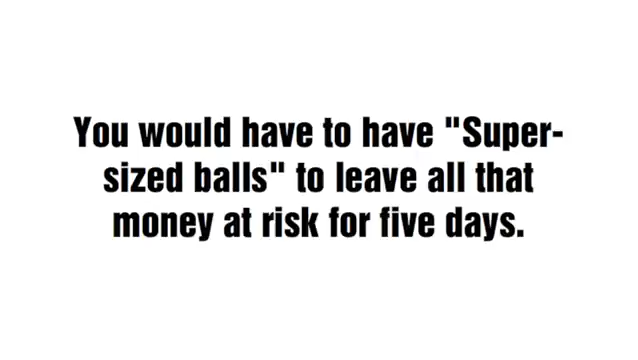 You would have to have "Super-
sized balls" to leave all that
money at risk for five days.